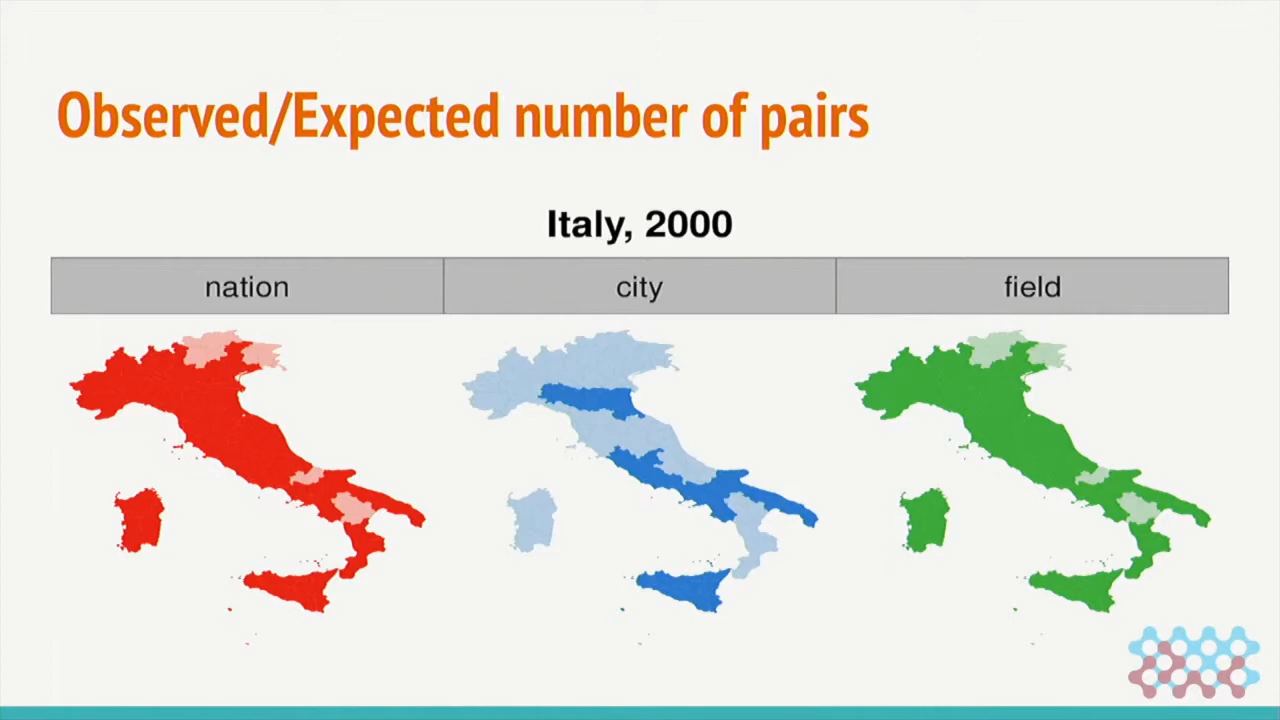 Observed/Expected number of pairs
Italy, 2000
nation
city
field